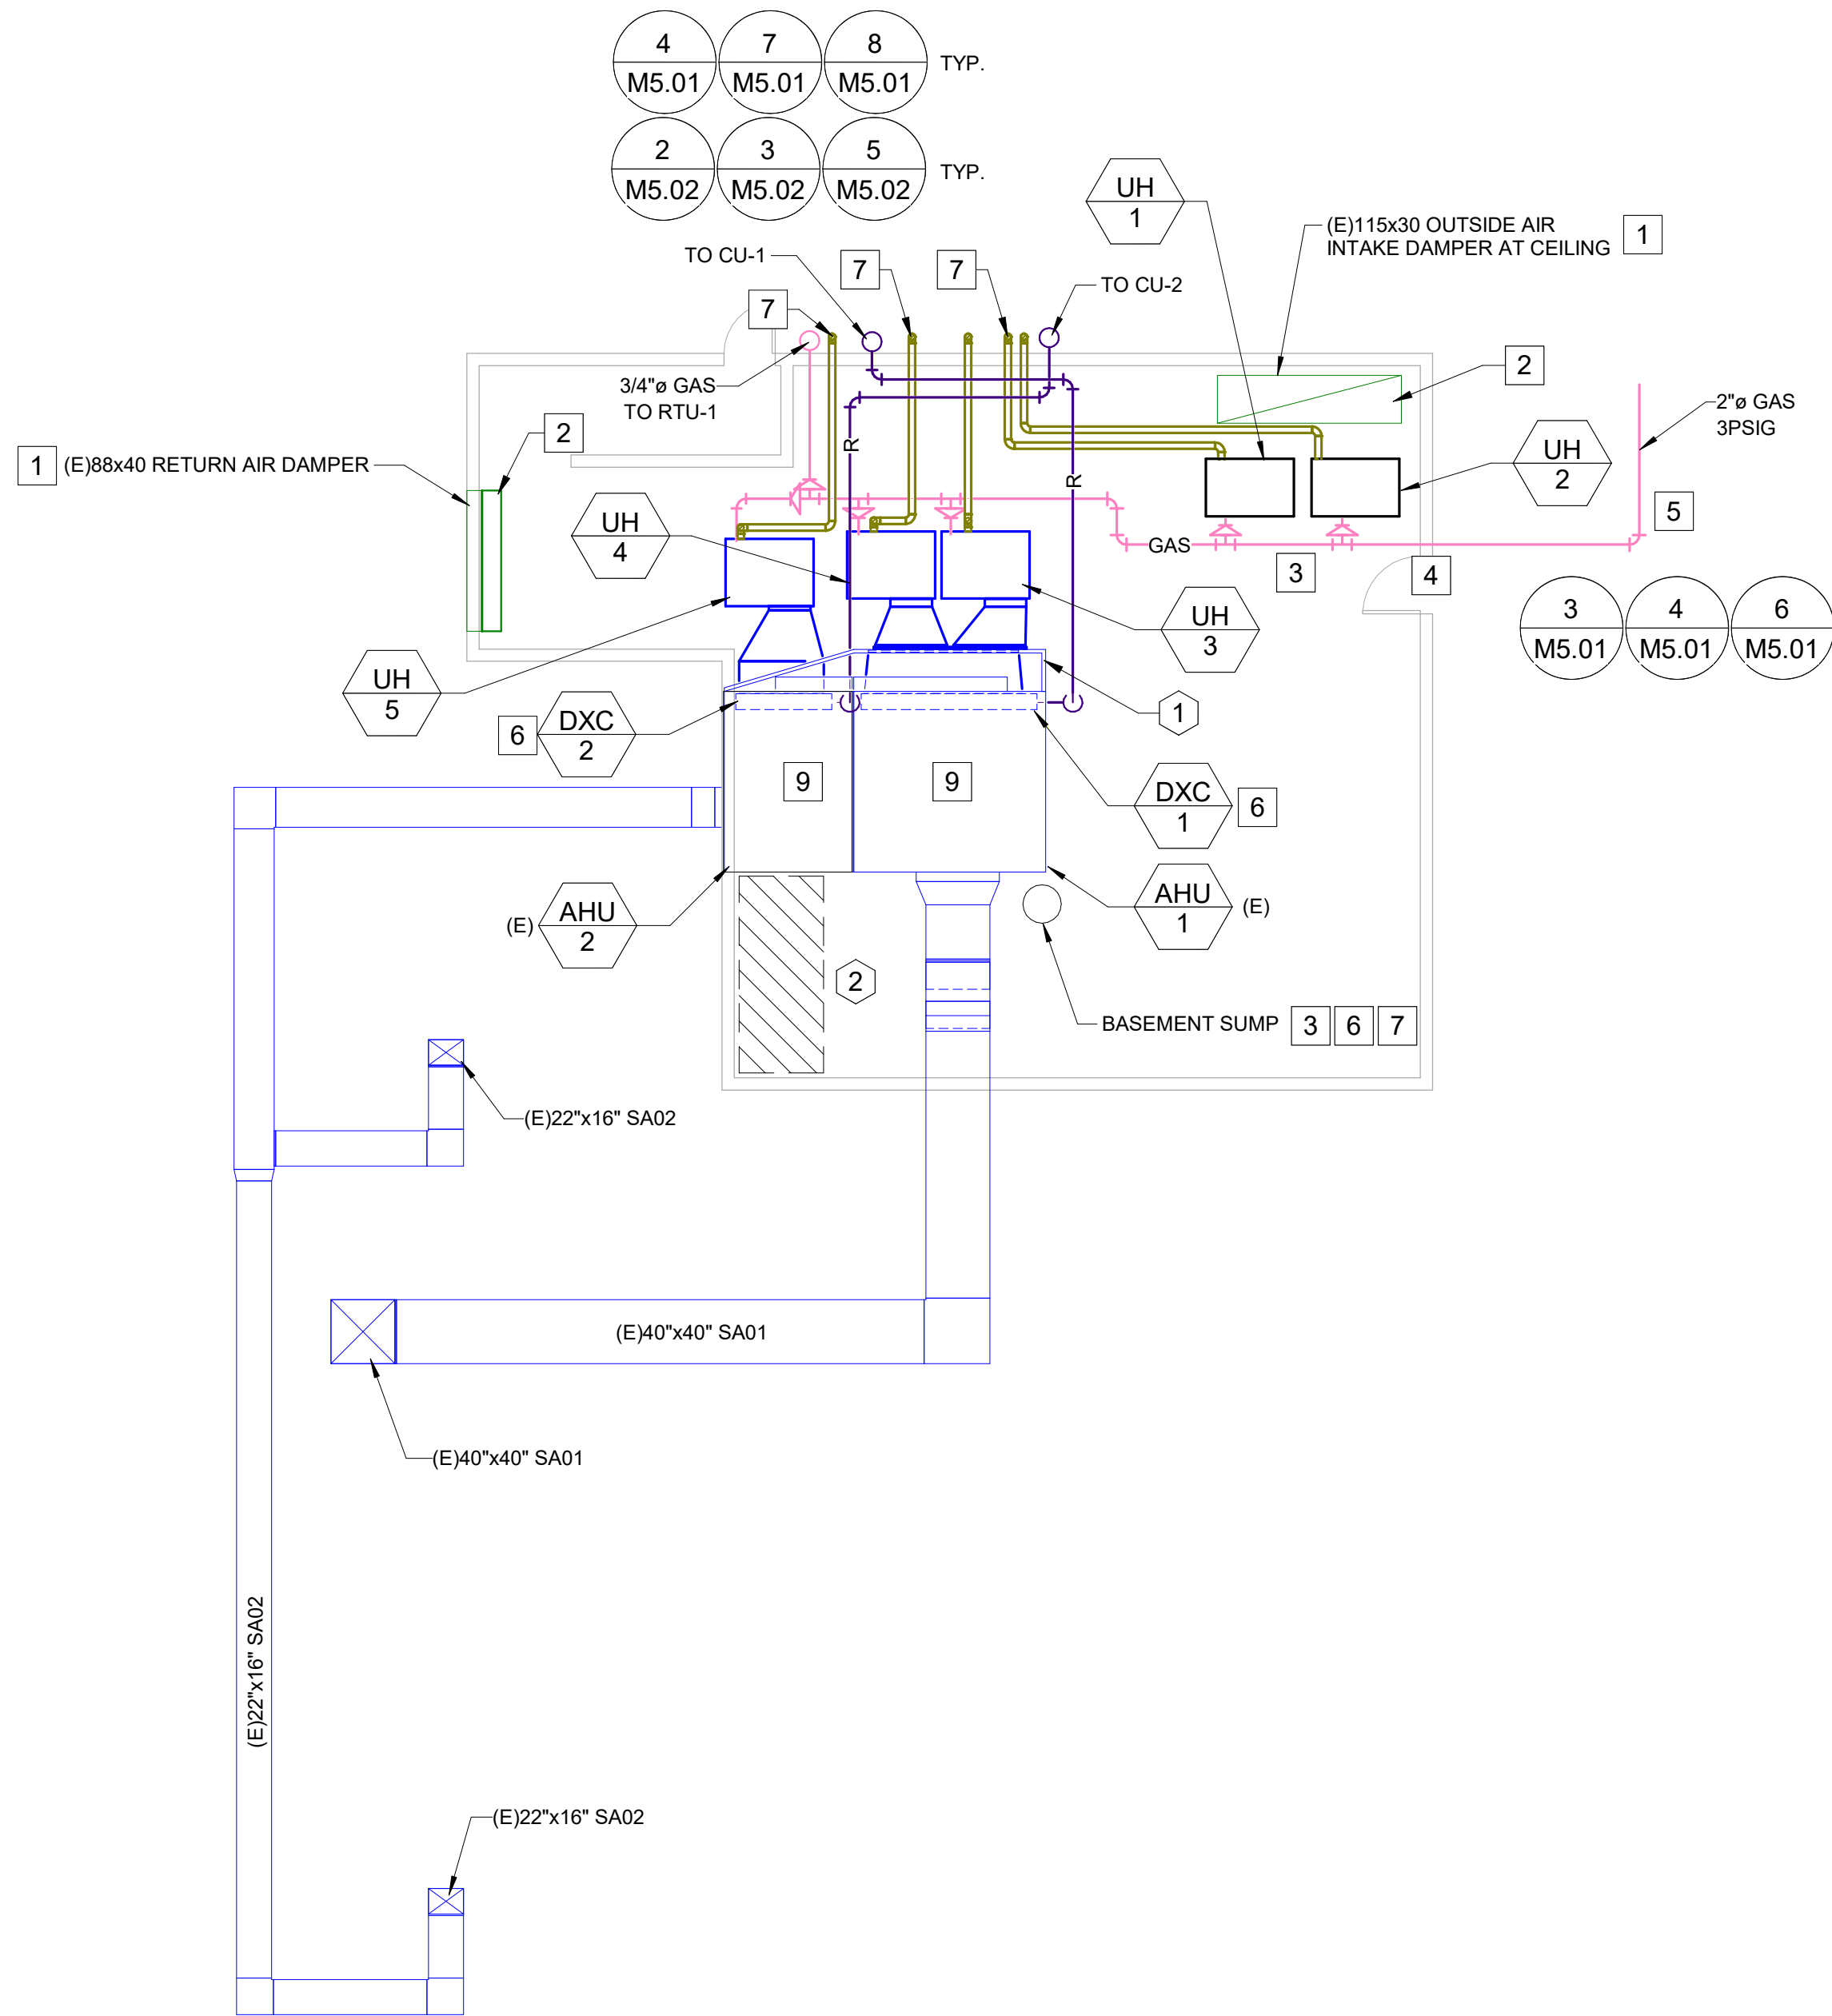 4
M5.01
7
M5.01
8
M5.01
TYP.
2
M5.02
3
M5.02
5
M5.02
TYP.
UH
1
(E)115x30 OUTSIDE AIR
INTAKE DAMPER AT CEILING
1
TO CU-1
7
7
TO CU-2
7
2
3/4"ø GAS
TO RTU-1
2"ø GAS
3PSIG
2
1
(E)88x40 RETURN AIR DAMPER
R
R
UH
2
UH
4
5
GAS
3
4
3
M5.01
4
M5.01
6
M5.01
UH
3
UH
5
1
6
DXC
2
9
9
DXC
1
6
(E)
AHU
2
AHU
1
(E)
2
BASEMENT SUMP
3
6
7
(E)22"x16" SA02
(E)40"x40" SA01
(E)40"x40" SA01
(E)22"x16" SA02
(E)22"x16" SA02